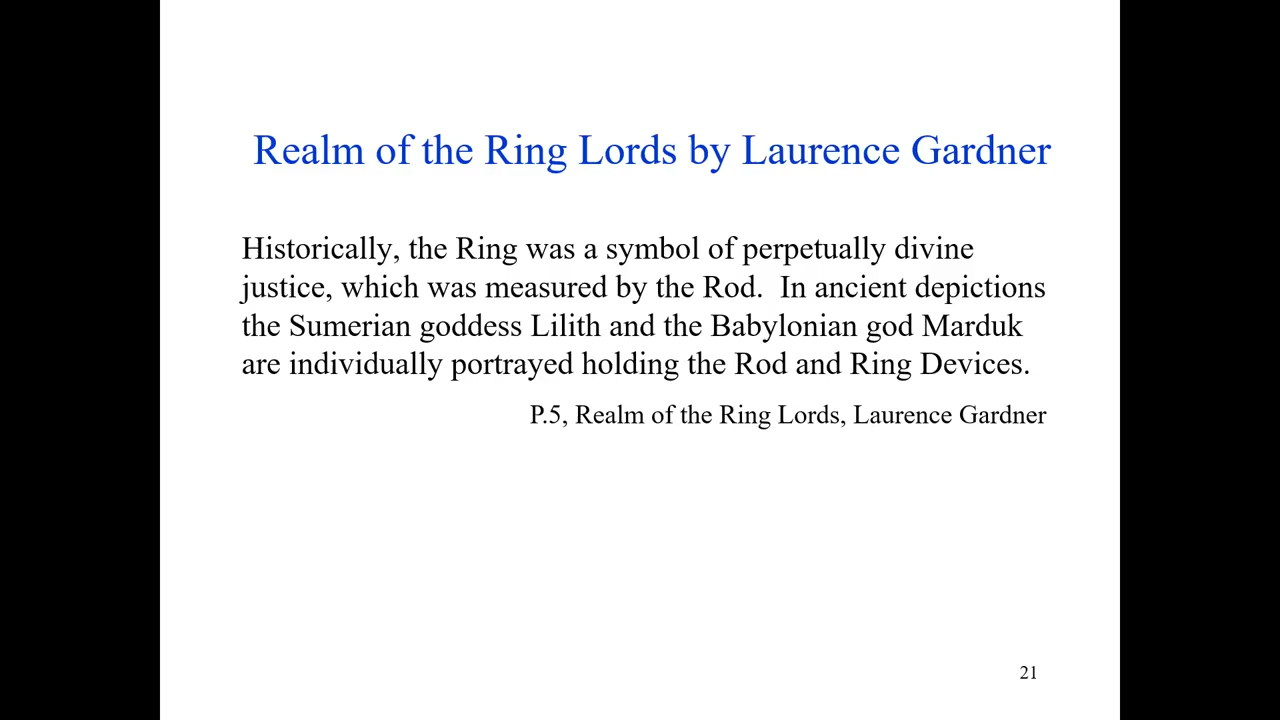 Realm of the Ring Lords by Laurence Gardner
Historically, the Ring was a symbol of perpetually divine
justice, which was measured by the Rod.  In ancient depictions
the Sumerian goddess Lilith and the Babylonian god Marduk
are individually portrayed holding the Rod and Ring Devices.
P.5, Realm of the Ring Lords, Laurence Gardner
21